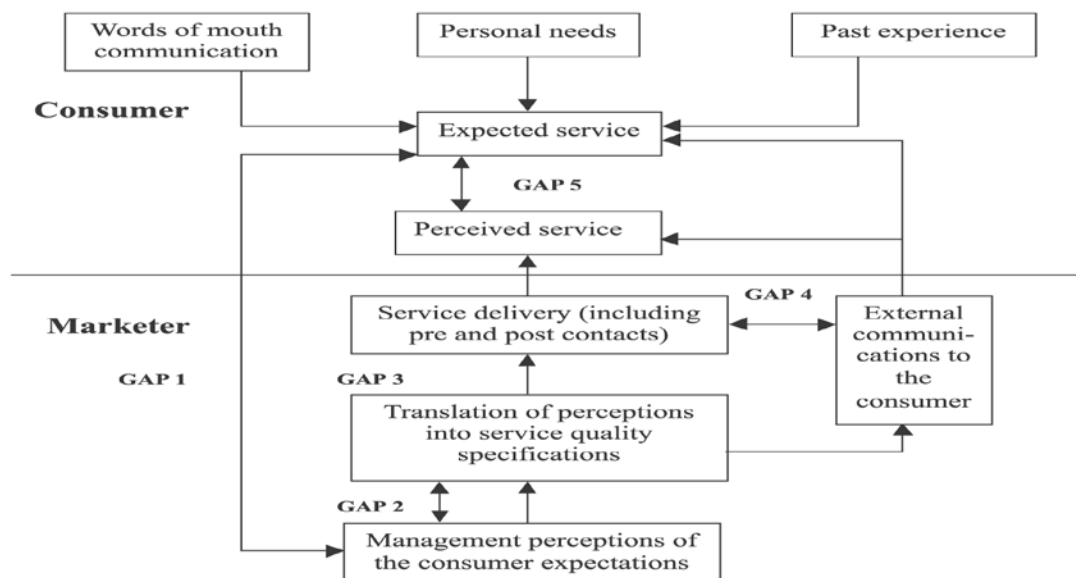 Words of mouth
communication
Personal needs
Past experience
Consumer
Expected service
GAP 5
Perceived service
Marketer
Service delivery (including
pre and post contacts)
GAP 4
External
communi-
cations to
the
consumer
GAP 1
GAP 3
Translation of perceptions
into service quality
specifications
GAP 2
Management perceptions of
the consumer expectations